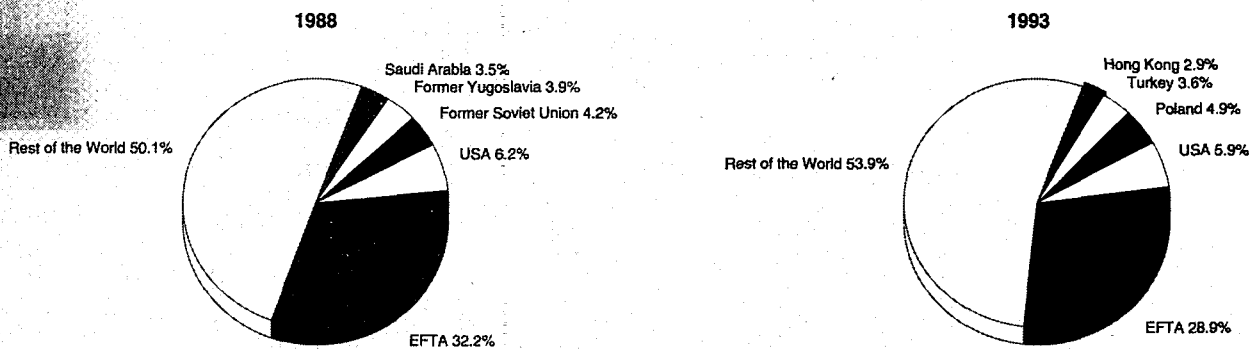 1988
Saudi Arabia 3.5%
Former Yugoslavia 3.9%
Former Soviet Union 4.2%
Rest of the World 50.1%
USA 6.2%
EFTA 32.2%
1993
Hong Kong 2.9%
Turkey 3.6%
Poland 4.9%
USA 5.9%
Rest of the World 53.9%
EFTA 28.9%